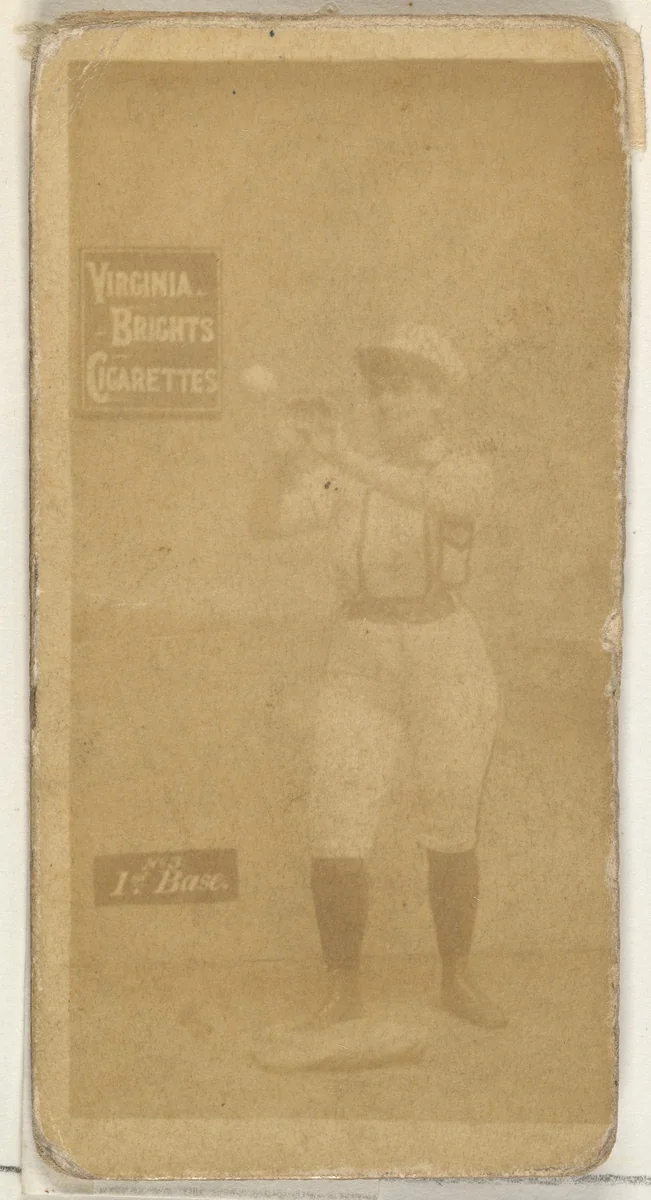 VIRGINIA
BRIGHTS
CIGARETTES
No 3
1st Base.